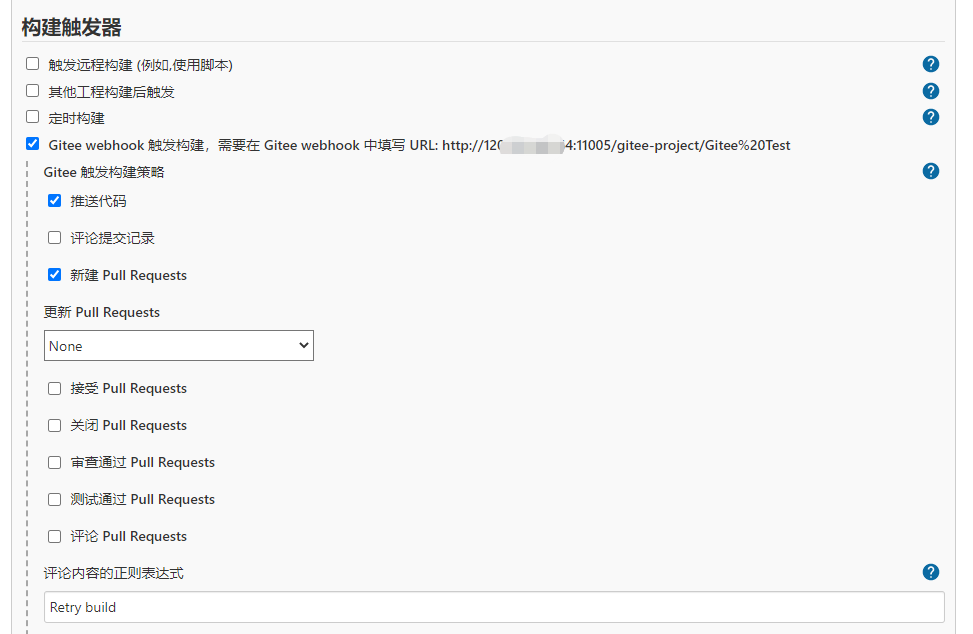 构建触发器
触发远程构建 (例如,使用脚本)
其他工程构建后触发
定时构建
Gitee webhook 触发构建，需要在 Gitee webhook 中填写 URL: http://120 4:11005/gitee-project/Gitee%20Test
Gitee 触发构建策略
推送代码
评论提交记录
新建 Pull Requests
更新 Pull Requests
None
接受 Pull Requests
关闭 Pull Requests
审查通过 Pull Requests
测试通过 Pull Requests
评论 Pull Requests
评论内容的正则表达式
Retry build